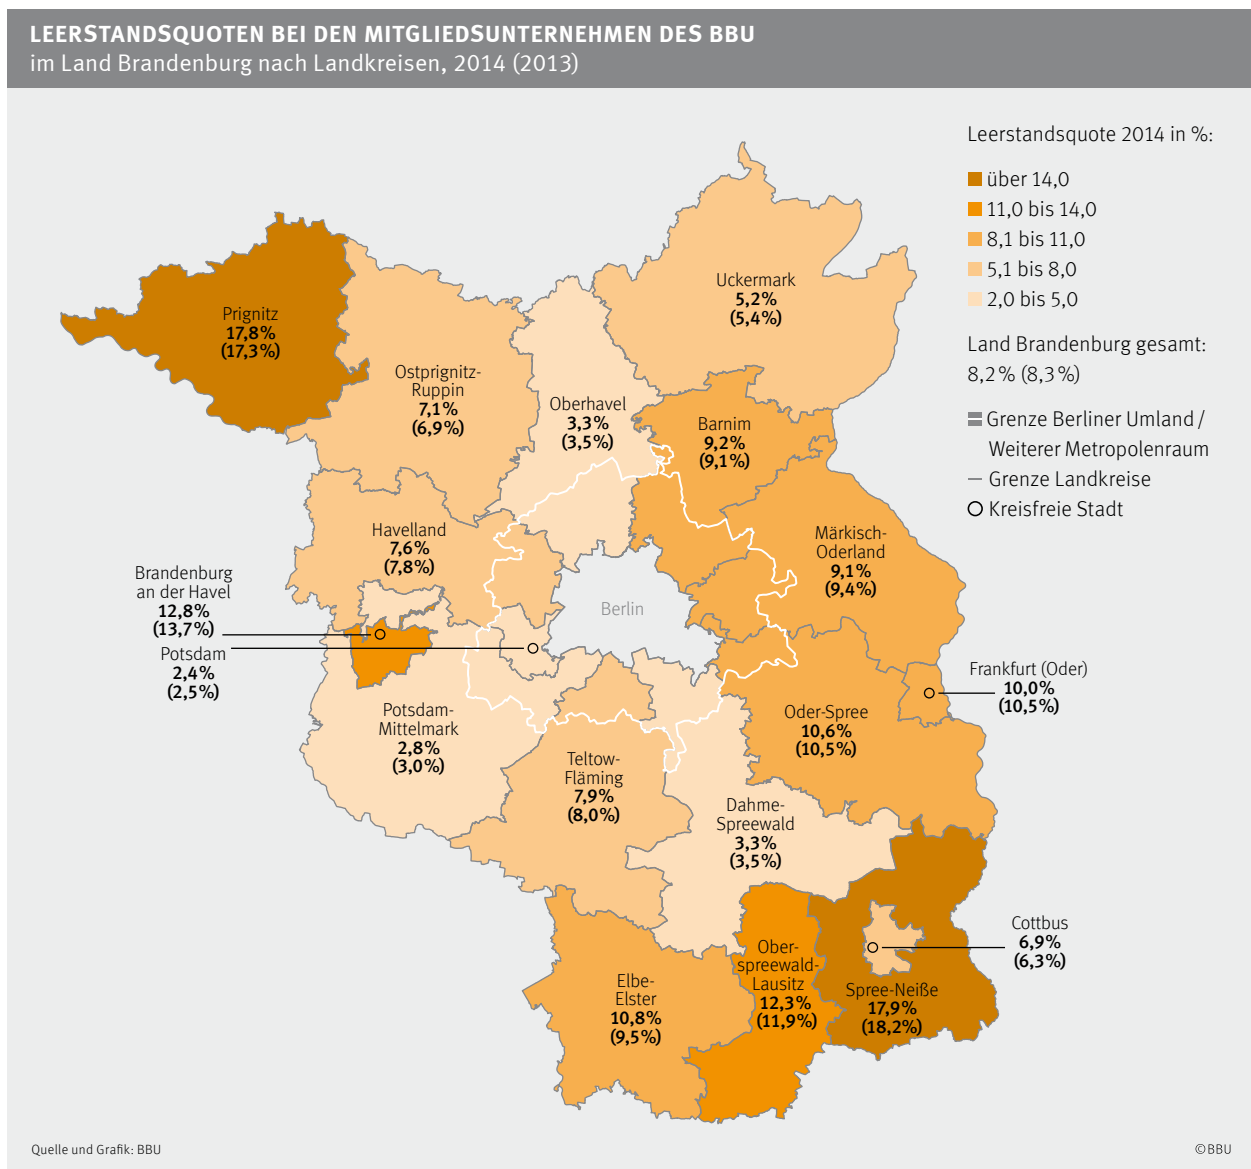 LEERSTANDSQUOTEN BEI DEN MITGLIEDSUNTERNEHMEN DES BBU
im Land Brandenburg nach Landkreisen, 2014 (2013)
Leerstandsquote 2014 in %:
über 14,0
11,0 bis 14,0
8,1 bis 11,0
5,1 bis 8,0
2,0 bis 5,0
Land Brandenburg gesamt:
8,2 % (8,3 %)
Grenze Berliner Umland /
Weiterer Metropolenraum
Grenze Landkreise
Kreisfreie Stadt
Uckermark
5,2%
(5,4%)
Prignitz
17,8%
(17,3%)
Ostprignitz-
Ruppin
7,1%
(6,9%)
Oberhavel
3,3%
(3,5%)
Barnim
9,2%
(9,1%)
Havelland
7,6%
(7,8%)
Märkisch-
Oderland
9,1%
(9,4%)
Brandenburg
an der Havel
12,8%
(13,7%)
Berlin
Potsdam
2,4%
(2,5%)
Frankfurt (Oder)
10,0%
(10,5%)
Potsdam-
Mittelmark
2,8%
(3,0%)
Oder-Spree
10,6%
(10,5%)
Teltow-
Fläming
7,9%
(8,0%)
Dahme-
Spreewald
3,3%
(3,5%)
Cottbus
6,9%
(6,3%)
Ober-
spreewald-
Lausitz
12,3%
(11,9%)
Elbe-
Elster
10,8%
(9,5%)
Spree-Neiße
17,9%
(18,2%)
Quelle und Grafik: BBU
©BBU